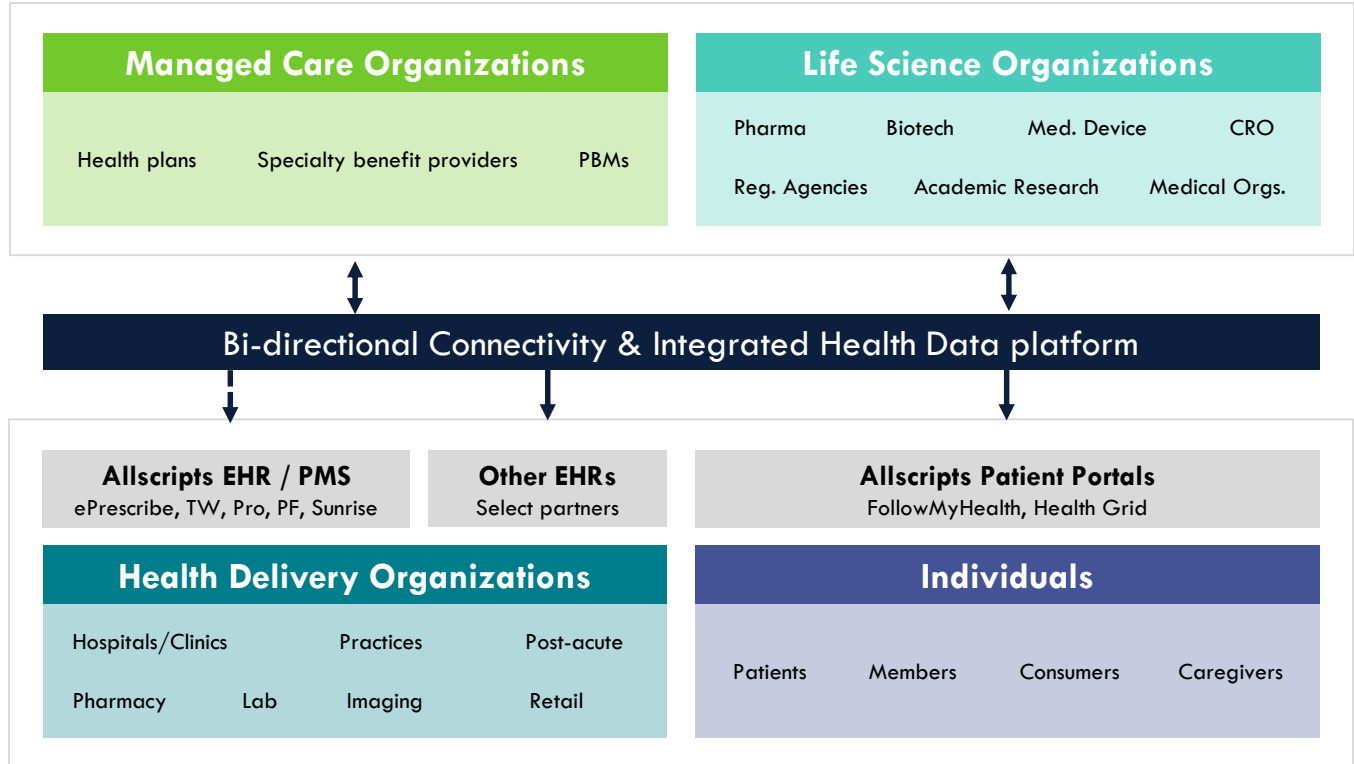 Managed Care Organizations
Health plans Specialty benefit providers PBMs
Life Science Organizations
Pharma Biotech Med. Device CRO
Reg. Agencies Academic Research Medical Orgs.
Bi-directional Connectivity & Integrated Health Data platform
Allscripts EHR / PMS
ePrescribe, TW, Pro, PF, Sunrise
Other EHRs
Select partners
Allscripts Patient Portals
FollowMyHealth, Health Grid
Health Delivery Organizations
Hospitals/Clinics Practices Post-acute
Pharmacy Lab Imaging Retail
Individuals
Patients Members Consumers Caregivers